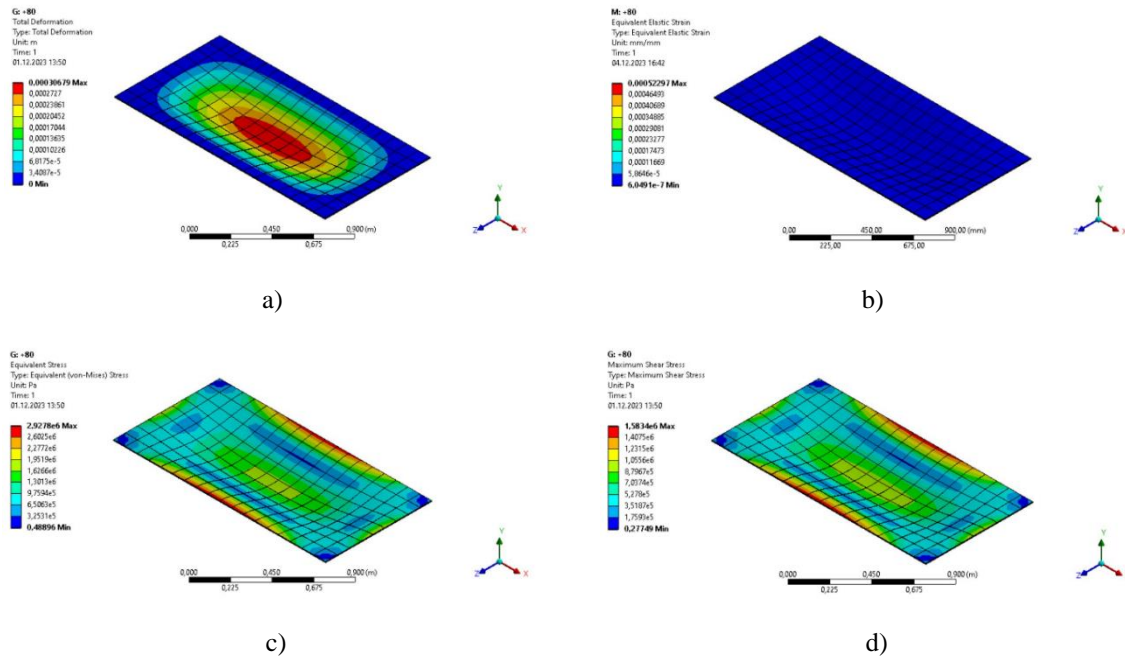 G: +80
Total Deformation
Type: Total Deformation
Unit: m
Time: 1
01.12.2023 13:50
0,00030679 Max
0,0002727
0,00023861
0,00020452
0,00017044
0,00013635
0,00010226
6,8175e-5
3,4087e-5
0 Min
0,000
0,450
0,900 (m)
0,225
0,675
Y
Z
X
a)
M: +80
Equivalent Elastic Strain
Type: Equivalent Elastic Strain
Unit: mm/mm
Time: 1
04.12.2023 16:42
0,00052297 Max
0,00046493
0,00040689
0,00034885
0,00029081
0,00023277
0,00017473
0,00011669
5,8646e-5
6,0491e-7 Min
0,00
450,00
900,00 (mm)
225,00
675,00
Y
Z
X
b)
G: +80
Equivalent Stress
Type: Equivalent (von-Mises) Stress
Unit: Pa
Time: 1
01.12.2023 13:50
2,9278e6 Max
2,6025e6
2,2772e6
1,9519e6
1,6266e6
1,3013e6
9,7594e5
6,5063e5
3,2531e5
0,48896 Min
0,000
0,450
0,900 (m)
0,225
0,675
Y
Z
X
c)
G: +80
Maximum Shear Stress
Type: Maximum Shear Stress
Unit: Pa
Time: 1
01.12.2023 13:50
1,5834e6 Max
1,4075e6
1,2315e6
1,0556e6
8,7967e5
7,0374e5
5,278e5
3,5187e5
1,7593e5
0,27749 Min
0,000
0,450
0,900 (m)
0,225
0,675
Y
Z
d)